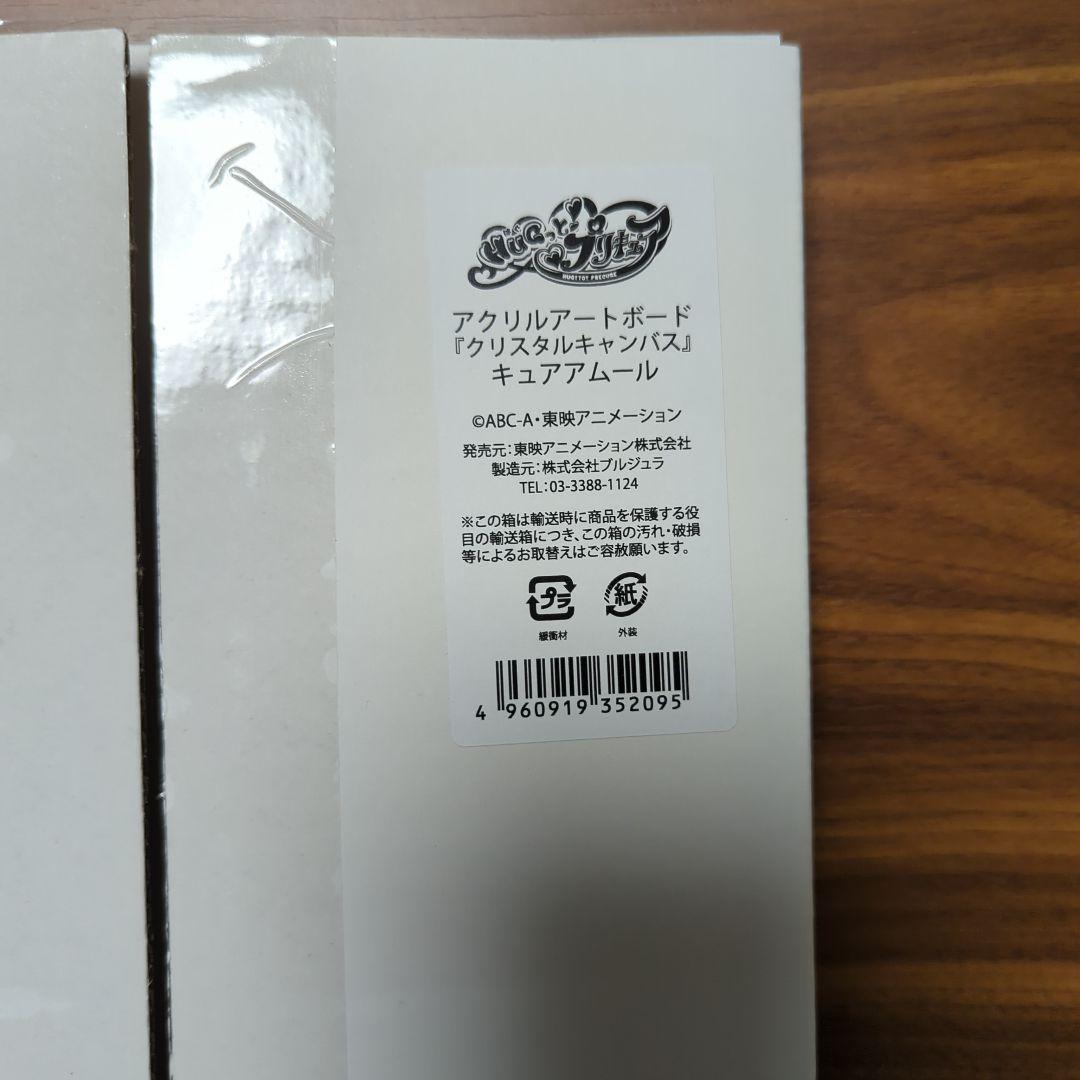 HUGっと!
プリキュア
HUGTTO! PRECURE
アクリルアートボード
『クリスタルキャンバス』
キュアアムール
©ABC-A・東映アニメーション
発売元：東映アニメーション株式会社
製造元：株式会社ブルジュラ
TEL：03-3388-1124
※この箱は輸送時に商品を保護する役
目の輸送箱につき、この箱の汚れ・破損
等によるお取替えはご容赦願います。
プラ 紙
緩衝材 外装
4 960919 352095